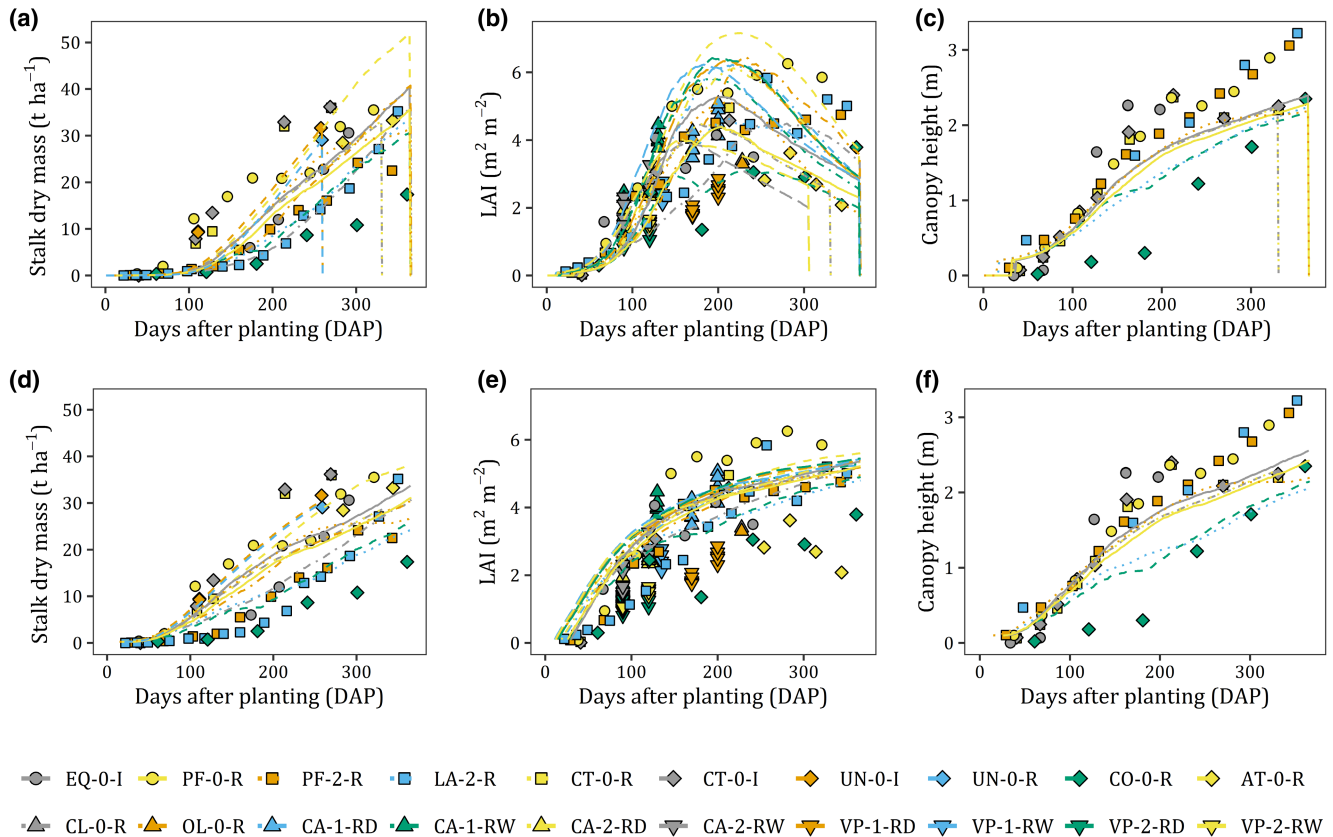 (a)
Stalk dry mass (t ha⁻¹)
50
40
30
20
10
0
0 100 200 300
Days after planting (DAP)
(b)
LAI (m² m⁻²)
6
4
2
0
0 100 200 300
Days after planting (DAP)
(c)
Canopy height (m)
3
2
1
0
0 100 200 300
Days after planting (DAP)
(d)
Stalk dry mass (t ha⁻¹)
50
40
30
20
10
0
0 100 200 300
Days after planting (DAP)
(e)
LAI (m² m⁻²)
6
4
2
0
0 100 200 300
Days after planting (DAP)
(f)
Canopy height (m)
3
2
1
0
0 100 200 300
Days after planting (DAP)
EQ-0-I PF-0-R PF-2-R LA-2-R CT-0-R CT-0-I UN-0-I UN-0-R CO-0-R AT-0-R
CL-0-R OL-0-R CA-1-RD CA-1-RW CA-2-RD CA-2-RW VP-1-RD VP-1-RW VP-2-RD VP-2-RW